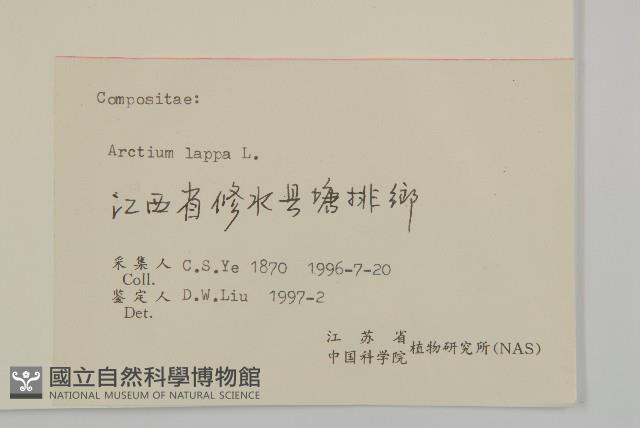 Compositae:
Arctium lappa L.
江西省修水县塘排鄉
采集人 C.S.Ye 1870 1996-7-20
Coll.
鉴定人 D.W.Liu 1997-2
Det.
江苏省
中国科学院 植物研究所(NAS)
國立自然科學博物館
NATIONAL MUSEUM OF NATURAL SCIENCE